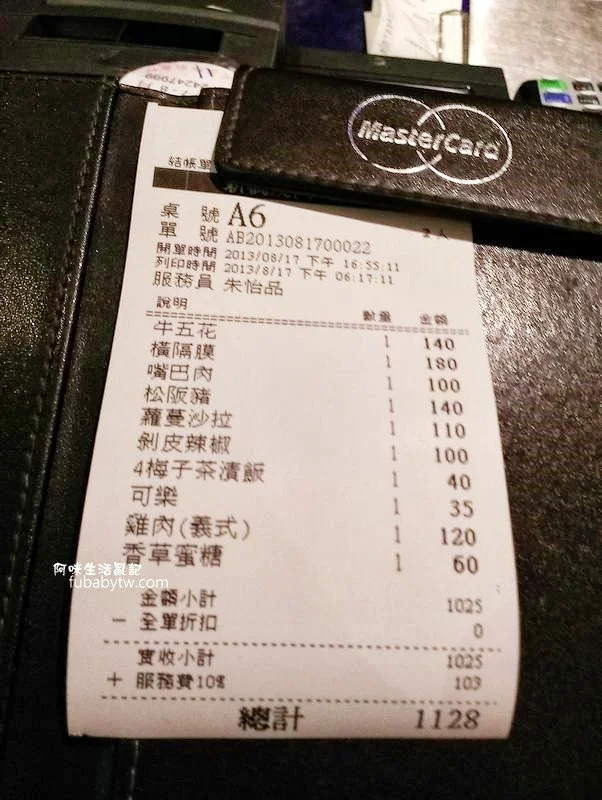 24247999
MasterCard
結帳單
桌 號 A6 2 人
單 號 AB2013081700022
開單時間 2013/08/17 下午 16:55:11
列印時間 2013/8/17 下午 06:17:11
服務員 朱怡品
說明 數量 金額
牛五花 1 140
橫隔膜 1 180
嘴巴肉 1 100
松阪豬 1 140
蘿蔓沙拉 1 110
剝皮辣椒 1 100
4梅子茶漬飯 1 40
可樂 1 35
雞肉(義式) 1 120
香草蜜糖 1 60
金額小計 1025
－ 全單折扣 0
實收小計 1025
＋ 服務費10% 103
總計 1128
阿咪生活亂記
fubabytw.com